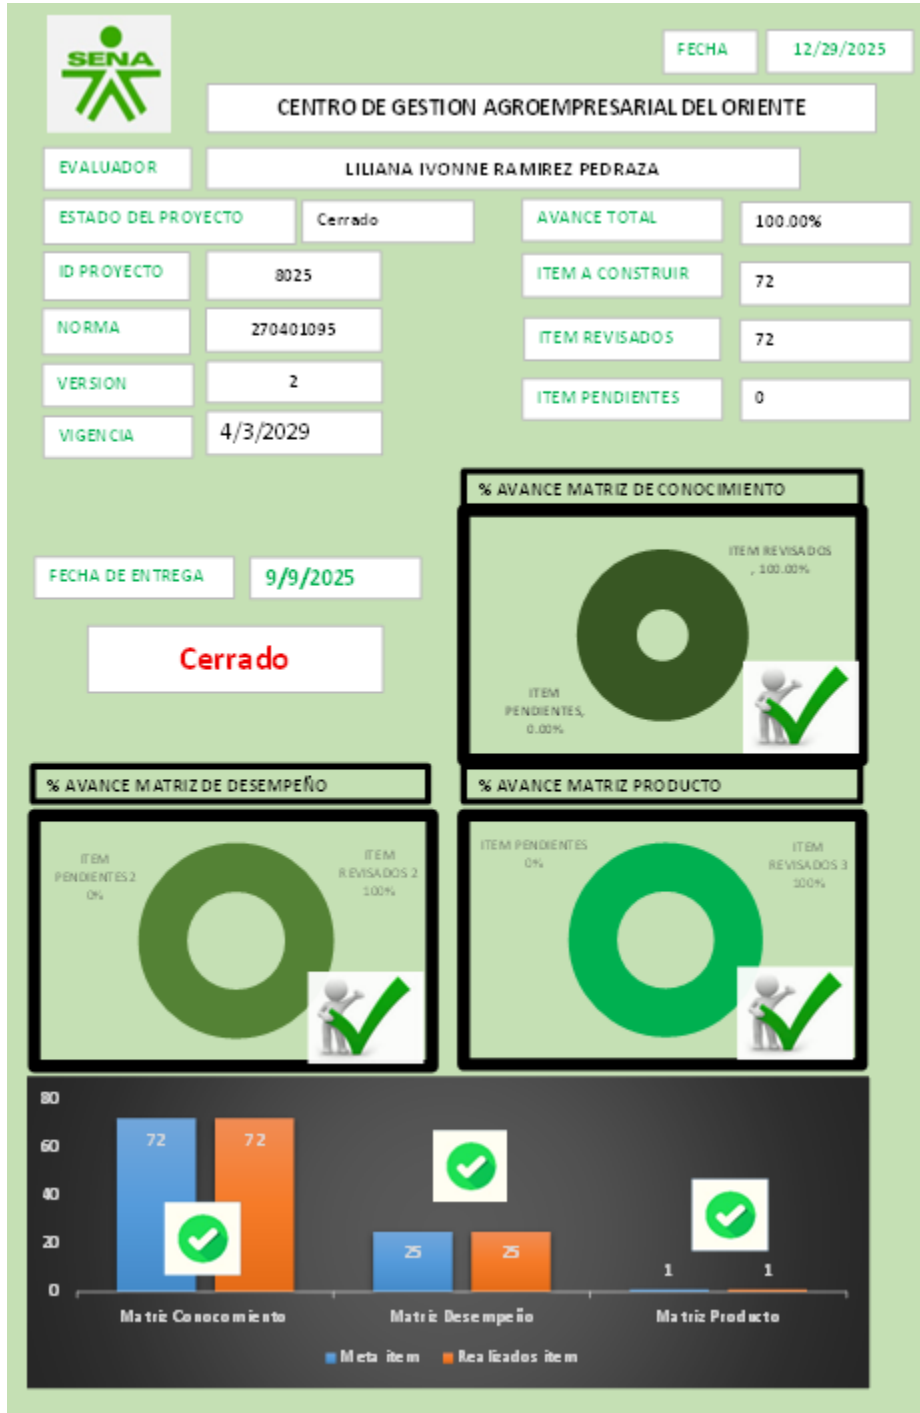 SENA
FECHA 12/29/2025
CENTRO DE GESTION AGROEMPRESARIAL DEL ORIENTE
EVALUADOR LILIANA IVONNE RAMIREZ PEDRAZA
ESTADO DEL PROYECTO Cerrado
AVANCE TOTAL 100.00%
ID PROYECTO 8025
ITEM A CONSTRUIR 72
NORMA 270401095
ITEM REVISADOS 72
VERSION 2
ITEM PENDIENTES 0
VIGENCIA 4/3/2029
% AVANCE MATRIZ DE CONOCIMIENTO
ITEM REVISADOS
, 100.00%
ITEM
PENDIENTES,
0.00%
FECHA DE ENTREGA 9/9/2025
Cerrado
% AVANCE MATRIZ DE DESEMPEÑO
ITEM
PENDIENTES 2
0%
ITEM
REVISADOS 2
100%
% AVANCE MATRIZ PRODUCTO
ITEM PENDIENTES
0%
ITEM
REVISADOS 3
100%
80
60
40
20
0
72 72
25 25
1 1
Matriz Conocomiento Matriz Desempeño Matriz Producto
Meta item Realizados item